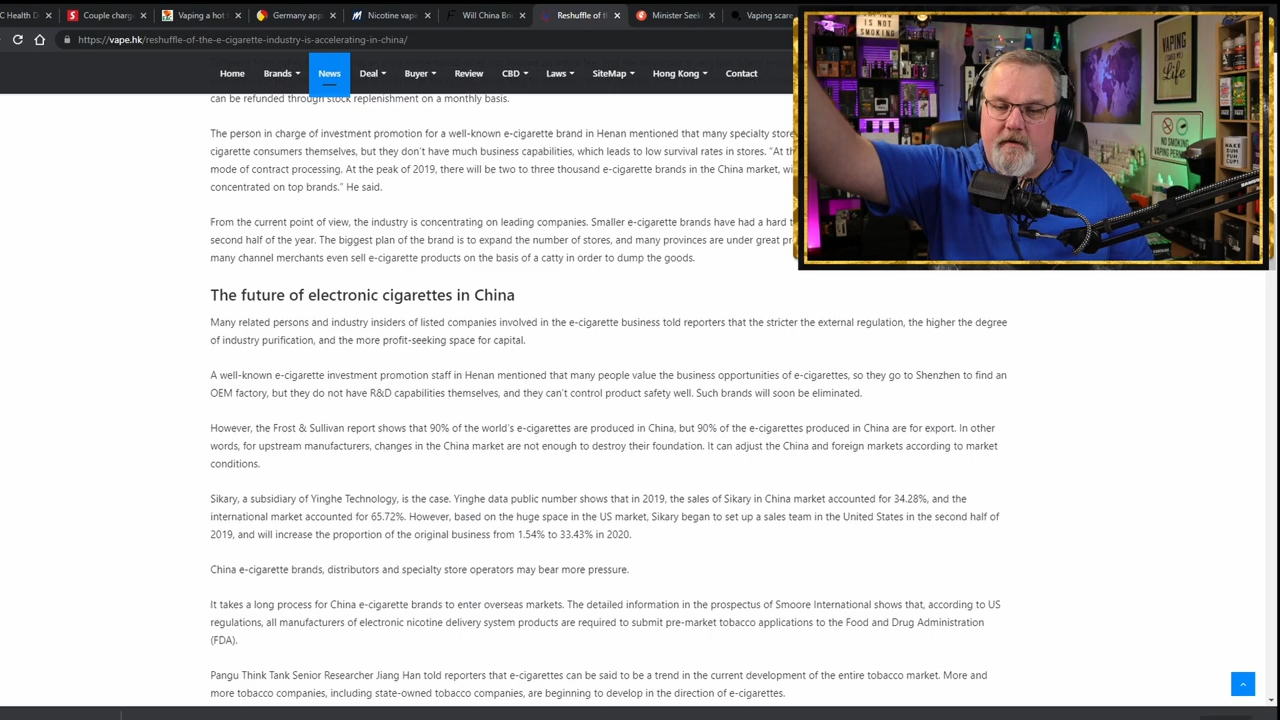 C Health D
Couple charge
Vaping a hot t
Germany app
Nicotine vapi
Will China Br
Reshuffle of t
Minister Seek
Vaping scare
https://vape.hk/reshuffle-of-the-e-cigarette-industry-is-accelerating-in-china/
Home Brands News Deal Buyer Review CBD Laws SiteMap Hong Kong Contact
can be refunded through stock replenishment on a monthly basis.
The person in charge of investment promotion for a well-known e-cigarette brand in Henan mentioned that many specialty store
cigarette consumers themselves, but they don't have much business capabilities, which leads to low survival rates in stores. "At th
mode of contract processing. At the peak of 2019, there will be two to three thousand e-cigarette brands in the China market, wi
concentrated on top brands." He said.
From the current point of view, the industry is concentrating on leading companies. Smaller e-cigarette brands have had a hard t
second half of the year. The biggest plan of the brand is to expand the number of stores, and many provinces are under great pr
many channel merchants even sell e-cigarette products on the basis of a catty in order to dump the goods.
The future of electronic cigarettes in China
Many related persons and industry insiders of listed companies involved in the e-cigarette business told reporters that the stricter the external regulation, the higher the degree
of industry purification, and the more profit-seeking space for capital.
A well-known e-cigarette investment promotion staff in Henan mentioned that many people value the business opportunities of e-cigarettes, so they go to Shenzhen to find an
OEM factory, but they do not have R&D capabilities themselves, and they can't control product safety well. Such brands will soon be eliminated.
However, the Frost & Sullivan report shows that 90% of the world's e-cigarettes are produced in China, but 90% of the e-cigarettes produced in China are for export. In other
words, for upstream manufacturers, changes in the China market are not enough to destroy their foundation. It can adjust the China and foreign markets according to market
conditions.
Sikary, a subsidiary of Yinghe Technology, is the case. Yinghe data public number shows that in 2019, the sales of Sikary in China market accounted for 34.28%, and the
international market accounted for 65.72%. However, based on the huge space in the US market, Sikary began to set up a sales team in the United States in the second half of
2019, and will increase the proportion of the original business from 1.54% to 33.43% in 2020.
China e-cigarette brands, distributors and specialty store operators may bear more pressure.
It takes a long process for China e-cigarette brands to enter overseas markets. The detailed information in the prospectus of Smoore International shows that, according to US
regulations, all manufacturers of electronic nicotine delivery system products are required to submit pre-market tobacco applications to the Food and Drug Administration
(FDA).
Pangu Think Tank Senior Researcher Jiang Han told reporters that e-cigarettes can be said to be a trend in the current development of the entire tobacco market. More and
more tobacco companies, including state-owned tobacco companies, are beginning to develop in the direction of e-cigarettes.
IS NOT
SMOKING
VAPING
Life
NO SMOKING
VAPING PERMITTED